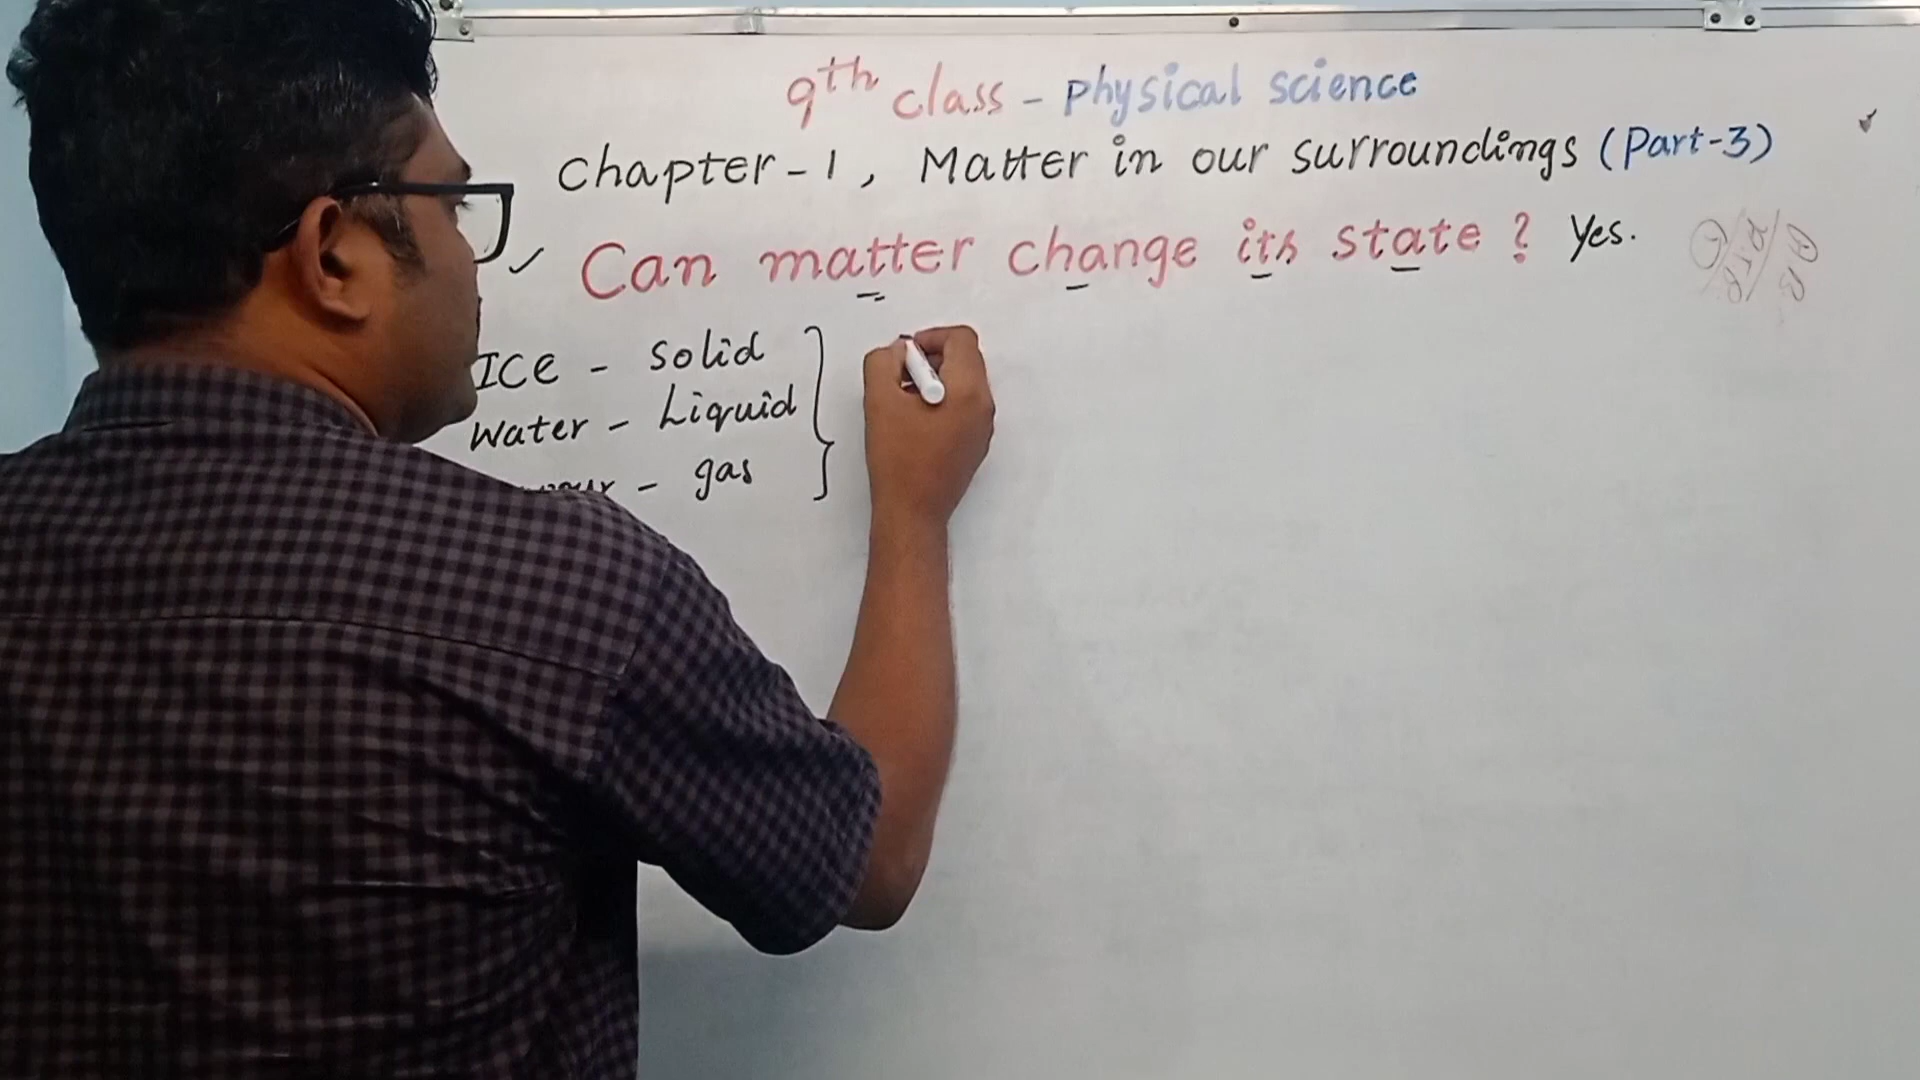 9th class - Physical science
Chapter - 1, Matter in our surroundings (Part-3)
✓ Can matter change its state? Yes.
ICE - Solid
Water - Liquid
- gas